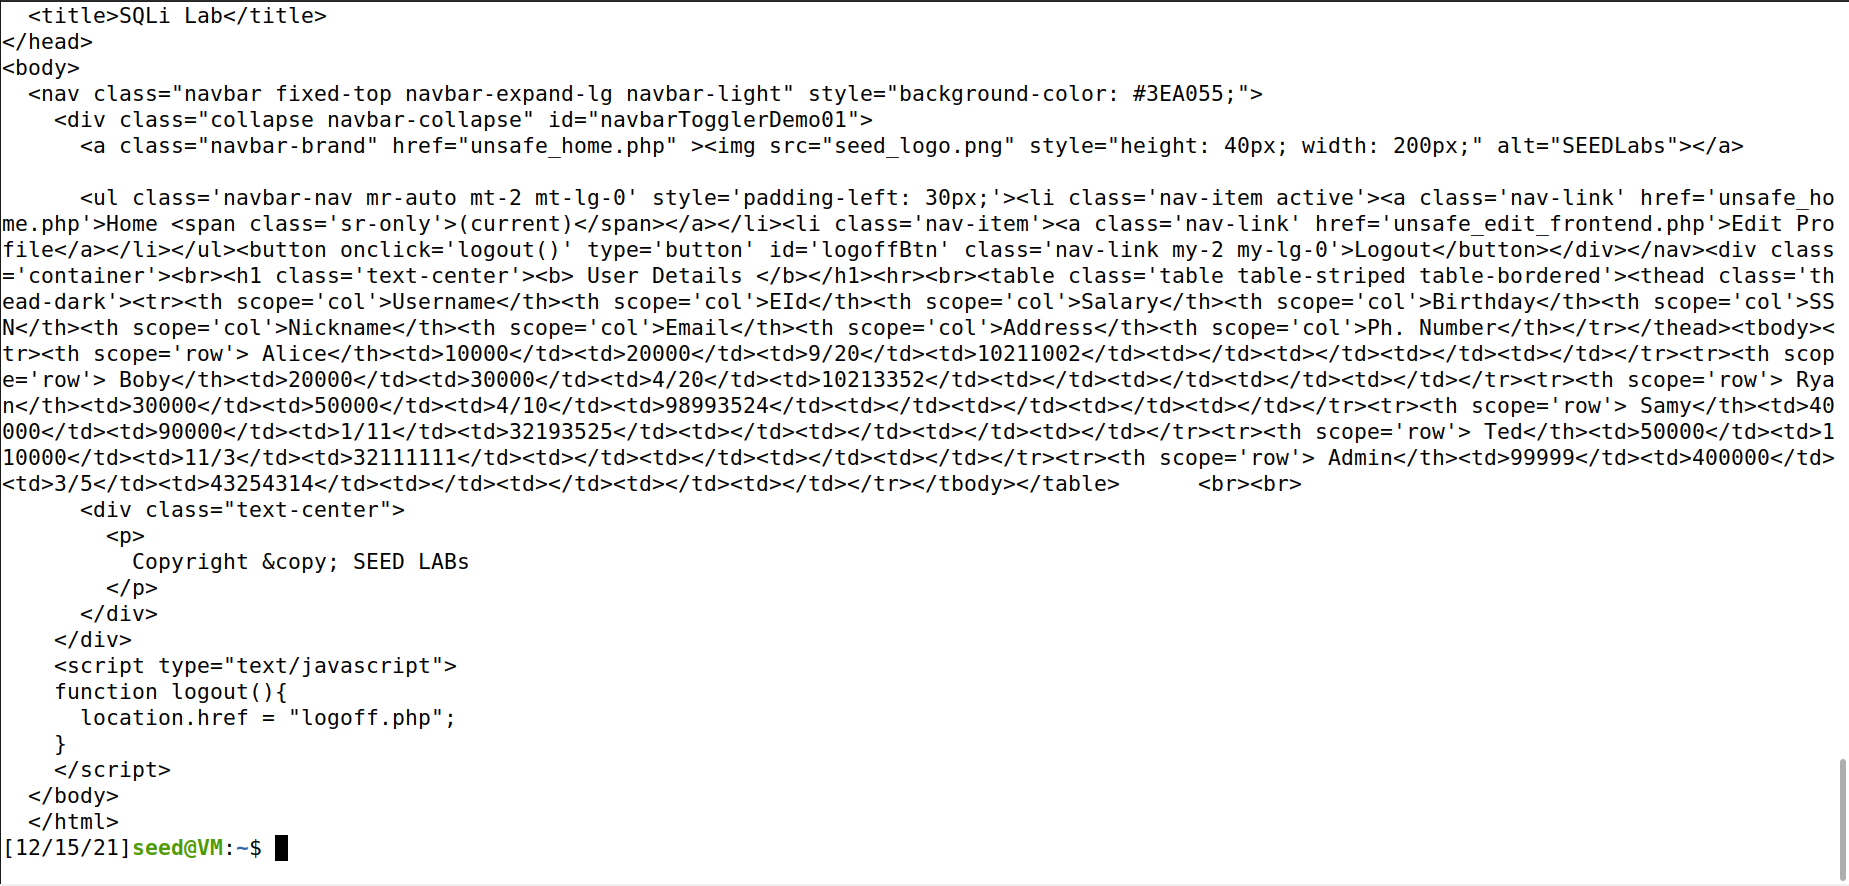 <title>SQLi Lab</title>
</head>
<body>
  <nav class="navbar fixed-top navbar-expand-lg navbar-light" style="background-color: #3EA055;">
    <div class="collapse navbar-collapse" id="navbarTogglerDemo01">
      <a class="navbar-brand" href="unsafe_home.php" ><img src="seed_logo.png" style="height: 40px; width: 200px;" alt="SEEDLabs"></a>

      <ul class='navbar-nav mr-auto mt-2 mt-lg-0' style='padding-left: 30px;'><li class='nav-item active'><a class='nav-link' href='unsafe_ho
me.php'>Home <span class='sr-only'>(current)</span></a></li><li class='nav-item'><a class='nav-link' href='unsafe_edit_frontend.php'>Edit Pro
file</a></li></ul><button onclick='logout()' type='button' id='logoffBtn' class='nav-link my-2 my-lg-0'>Logout</button></div></nav><div class
='container'><br><h1 class='text-center'><b> User Details </b></h1><hr><br><table class='table table-striped table-bordered'><thead class='th
ead-dark'><tr><th scope='col'>Username</th><th scope='col'>EId</th><th scope='col'>Salary</th><th scope='col'>Birthday</th><th scope='col'>SS
N</th><th scope='col'>Nickname</th><th scope='col'>Email</th><th scope='col'>Address</th><th scope='col'>Ph. Number</th></tr></thead><tbody><
tr><th scope='row'> Alice</th><td>10000</td><td>20000</td><td>9/20</td><td>10211002</td><td></td><td></td><td></td><td></td></tr><tr><th scop
e='row'> Boby</th><td>20000</td><td>30000</td><td>4/20</td><td>10213352</td><td></td><td></td><td></td><td></td></tr><tr><th scope='row'> Rya
n</th><td>30000</td><td>50000</td><td>4/10</td><td>98993524</td><td></td><td></td><td></td><td></td></tr><tr><th scope='row'> Samy</th><td>40
000</td><td>90000</td><td>1/11</td><td>32193525</td><td></td><td></td><td></td><td></td></tr><tr><th scope='row'> Ted</th><td>50000</td><td>1
10000</td><td>11/3</td><td>32111111</td><td></td><td></td><td></td><td></td></tr><tr><th scope='row'> Admin</th><td>99999</td><td>400000</td>
<td>3/5</td><td>43254314</td><td></td><td></td><td></td><td></td></tr></tbody></table>      <br><br>
      <div class="text-center">
        <p>
          Copyright &copy; SEED LABs
        </p>
      </div>
    </div>
    <script type="text/javascript">
    function logout(){
      location.href = "logoff.php";
    }
    </script>
  </body>
  </html>
[12/15/21]seed@VM:~$